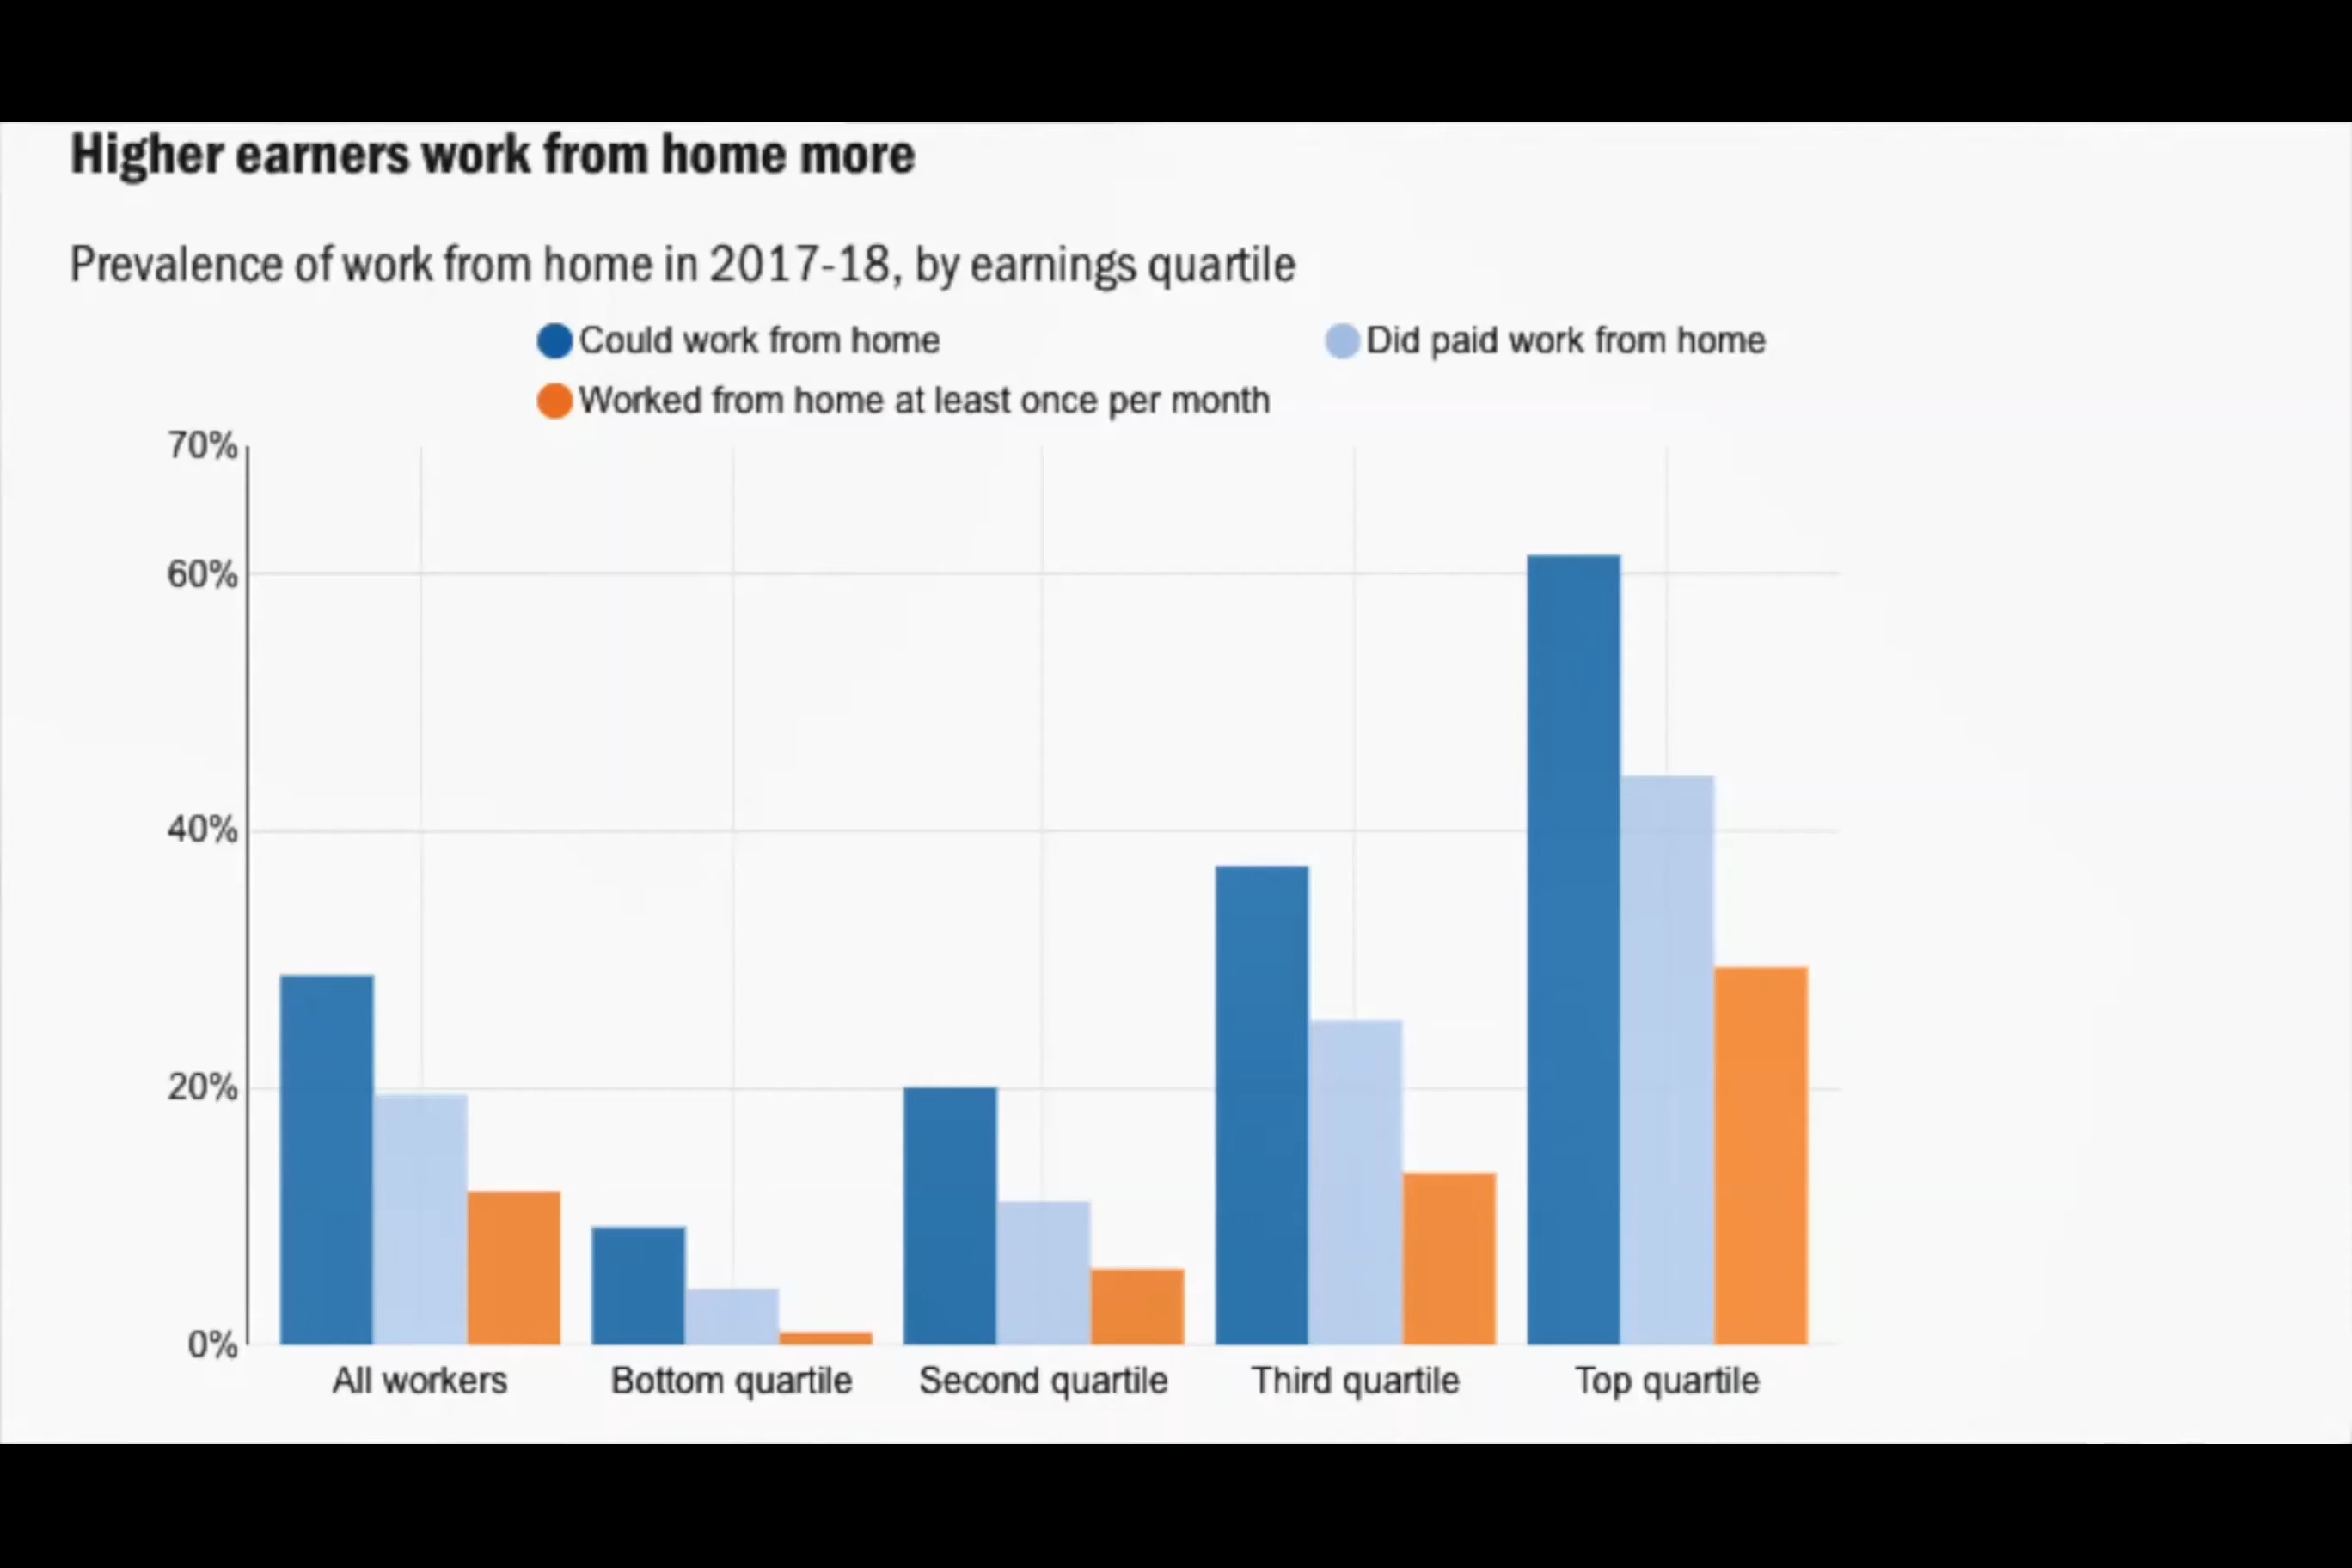 Higher earners work from home more
Prevalence of work from home in 2017-18, by earnings quartile
Could work from home
Did paid work from home
Worked from home at least once per month
70%
60%
40%
20%
0%
All workers
Bottom quartile
Second quartile
Third quartile
Top quartile